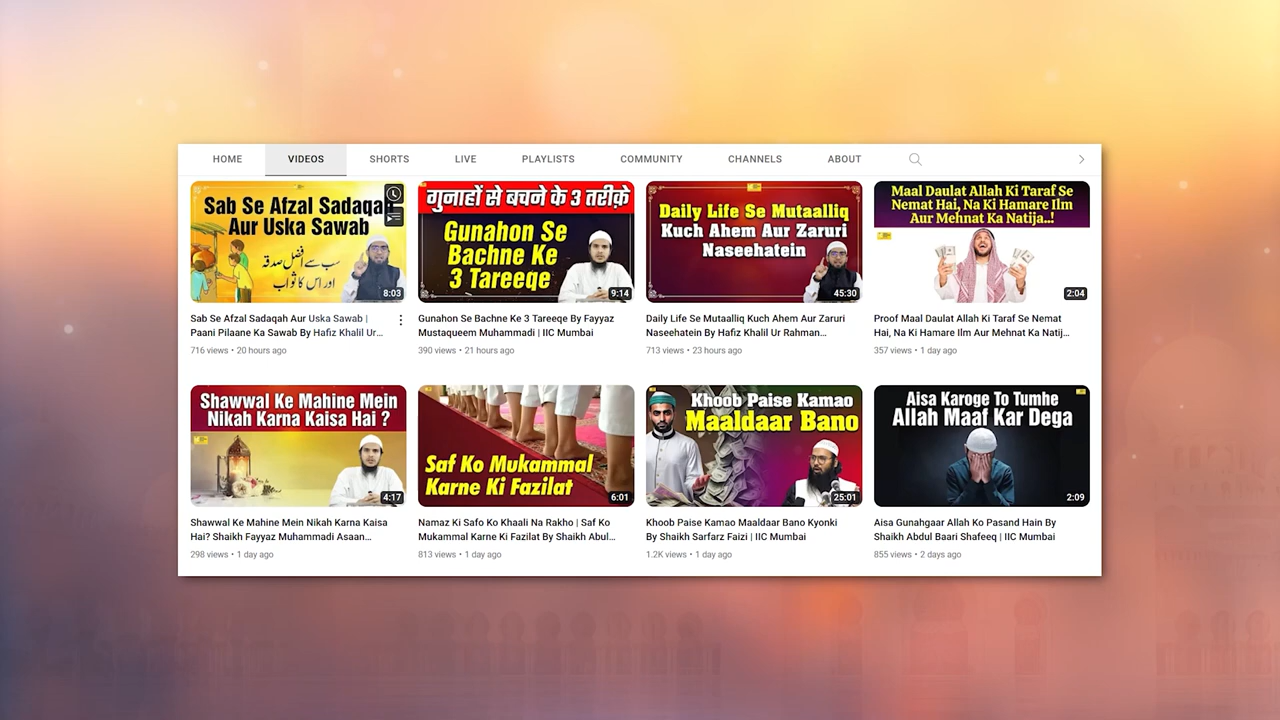 HOME VIDEOS SHORTS LIVE PLAYLISTS COMMUNITY CHANNELS ABOUT
Sab Se Afzal Sadaqah
Aur Uska Sawab
سب سے افضل صدقہ
اور اس کا ثواب
8:03
Sab Se Afzal Sadaqah Aur Uska Sawab |
Paani Pilaane Ka Sawab By Hafiz Khalil Ur...
716 views • 20 hours ago
गुनाहों से बचने के 3 तरीक़े
Gunahon Se
Bachne Ke
3 Tareeqe
9:14
Gunahon Se Bachne Ke 3 Tareeqe By Fayyaz
Mustaqueem Muhammadi | IIC Mumbai
390 views • 21 hours ago
Daily Life Se Mutaalliq
Kuch Ahem Aur Zaruri
Naseehatein
45:30
Daily Life Se Mutaalliq Kuch Ahem Aur Zaruri
Naseehatein By Hafiz Khalil Ur Rahman...
713 views • 23 hours ago
Maal Daulat Allah Ki Taraf Se
Nemat Hai, Na Ki Hamare Ilm
Aur Mehnat Ka Natija..!
2:04
Proof Maal Daulat Allah Ki Taraf Se Nemat
Hai, Na Ki Hamare Ilm Aur Mehnat Ka Natij...
357 views • 1 day ago
Shawwal Ke Mahine Mein
Nikah Karna Kaisa Hai ?
4:17
Shawwal Ke Mahine Mein Nikah Karna Kaisa
Hai? Shaikh Fayyaz Muhammadi Asaan...
298 views • 1 day ago
Saf Ko Mukammal
Karne Ki Fazilat
6:01
Namaz Ki Safo Ko Khaali Na Rakho | Saf Ko
Mukammal Karne Ki Fazilat By Shaikh Abul...
813 views • 1 day ago
Khoob Paise Kamao
Maaldaar Bano
25:01
Khoob Paise Kamao Maaldaar Bano Kyonki
By Shaikh Sarfarz Faizi | IIC Mumbai
1.2K views • 1 day ago
Aisa Karoge To Tumhe
Allah Maaf Kar Dega
2:09
Aisa Gunahgaar Allah Ko Pasand Hain By
Shaikh Abdul Baari Shafeeq | IIC Mumbai
855 views • 2 days ago